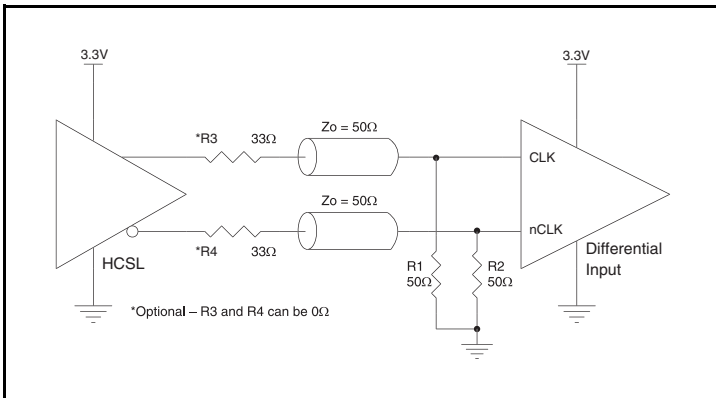 3.3V
3.3V
*R3 33Ω
Zo = 50Ω
CLK
Zo = 50Ω
nCLK
*R4 33Ω
HCSL
R1
50Ω
R2
50Ω
Differential
Input
*Optional – R3 and R4 can be 0Ω